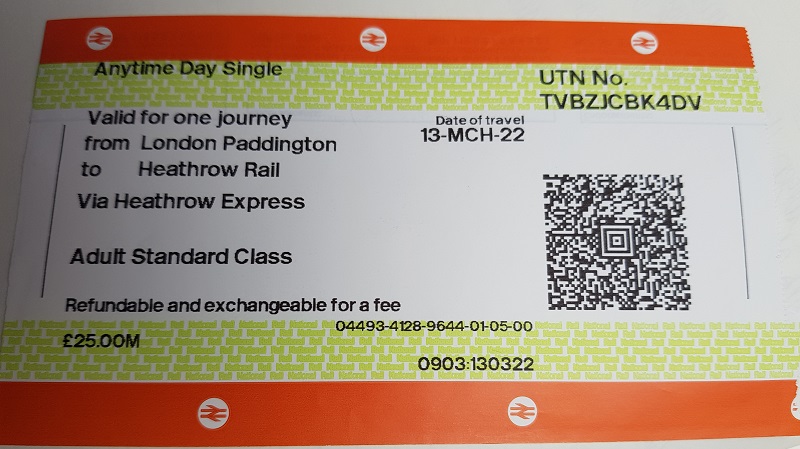 Anytime Day Single
UTN No.
TVBZJCBK4DV
Valid for one journey
Date of travel
from London Paddington
13-MCH-22
to Heathrow Rail
Via Heathrow Express
Adult Standard Class
Refundable and exchangeable for a fee
04493-4128-9644-01-05-00
£25.00M
0903:130322